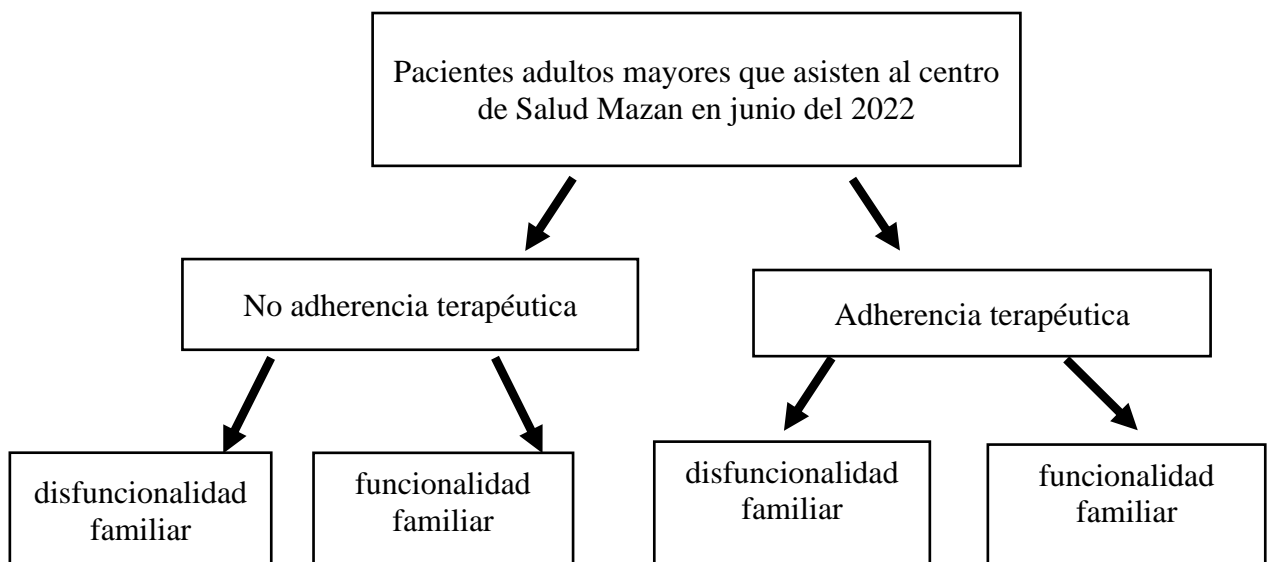 Pacientes adultos mayores que asisten al centro
de Salud Mazan en junio del 2022
No adherencia terapéutica
Adherencia terapéutica
disfuncionalidad
familiar
funcionalidad
familiar
disfuncionalidad
familiar
funcionalidad
familiar